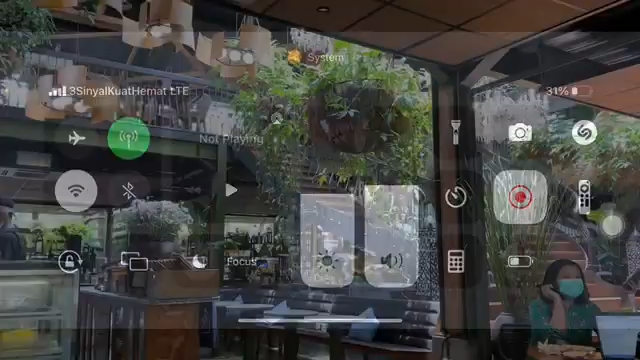 System
3SinyalKuatHemat LTE
31%
Not Playing
Focus